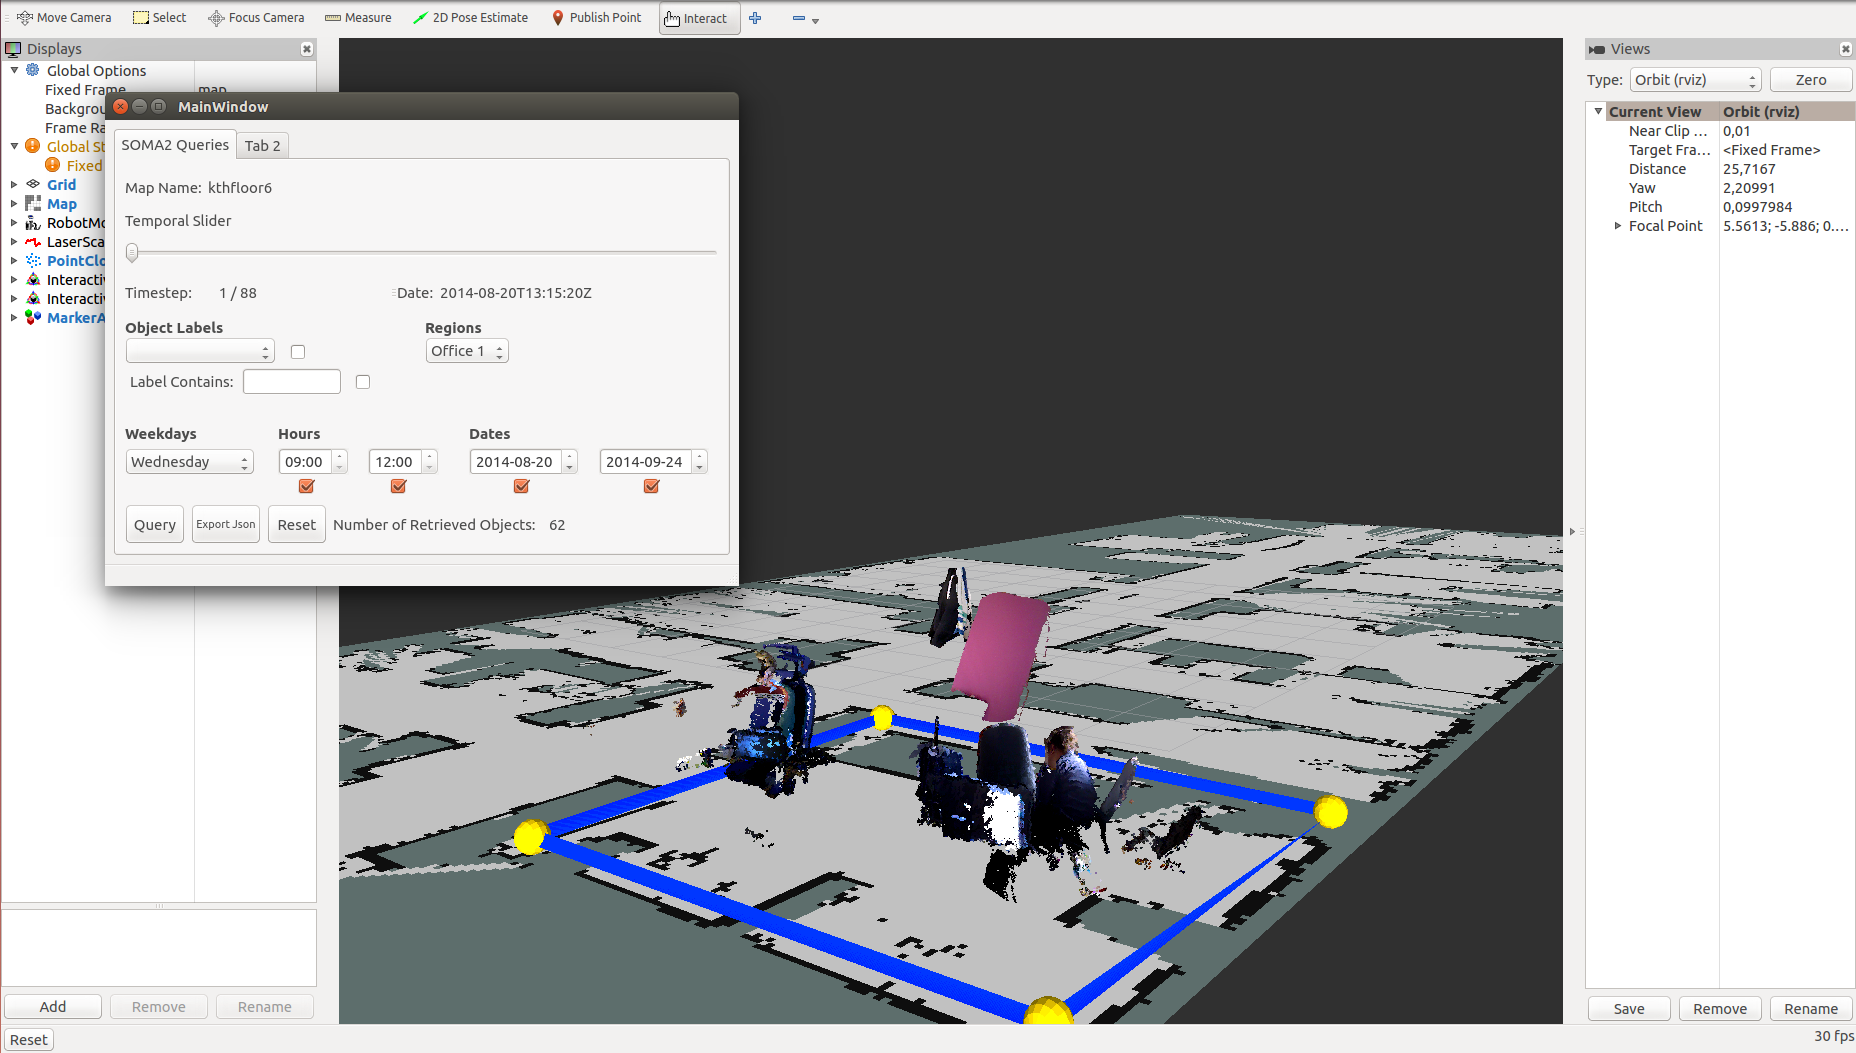 Move Camera Select Focus Camera Measure 2D Pose Estimate Publish Point Interact
Displays
Global Options
Fixed Frame map
Backgrou
Frame Ra
Global St
Fixed
Grid
Map
RobotMo
LaserSca
PointClo
Interactiv
Interactiv
MarkerA
MainWindow
SOMA2 Queries Tab 2
Map Name: kthfloor6
Temporal Slider
Timestep: 1 / 88 Date: 2014-08-20T13:15:20Z
Object Labels Regions
Office 1
Label Contains:
Weekdays Hours Dates
Wednesday 09:00 12:00 2014-08-20 2014-09-24
Query Export Json Reset Number of Retrieved Objects: 62
Views
Type: Orbit (rviz) Zero
Current View Orbit (rviz)
Near Clip ... 0,01
Target Fra... <Fixed Frame>
Distance 25,7167
Yaw 2,20991
Pitch 0,0997984
Focal Point 5.5613; -5.886; 0....
Add Remove Rename
Save Remove Rename
Reset
30 fps